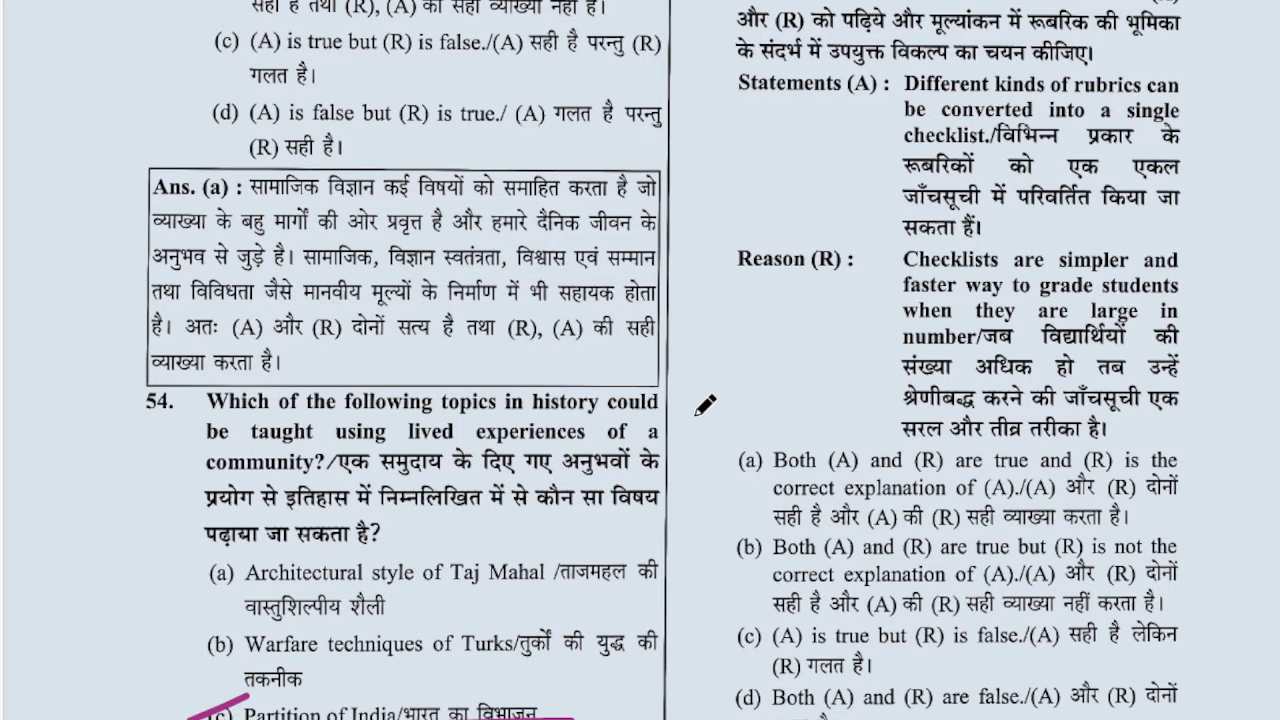 सही है तथा (R), (A) की सही व्याख्या नहीं है।
(c) (A) is true but (R) is false./(A) सही है परन्तु (R)
गलत है।
(d) (A) is false but (R) is true./ (A) गलत है परन्तु
(R) सही है।
Ans. (a) : सामाजिक विज्ञान कई विषयों को समाहित करता है जो
व्याख्या के बहु मार्गों की ओर प्रवृत्त है और हमारे दैनिक जीवन के
अनुभव से जुड़े है। सामाजिक, विज्ञान स्वतंत्रता, विश्वास एवं सम्मान
तथा विविधता जैसे मानवीय मूल्यों के निर्माण में भी सहायक होता
है। अतः (A) और (R) दोनों सत्य है तथा (R), (A) की सही
व्याख्या करता है।
54. Which of the following topics in history could
be taught using lived experiences of a
community?/एक समुदाय के दिए गए अनुभवों के
प्रयोग से इतिहास में निम्नलिखित में से कौन सा विषय
पढ़ाया जा सकता है?
(a) Architectural style of Taj Mahal /ताजमहल की
वास्तुशिल्पीय शैली
(b) Warfare techniques of Turks/तुर्कों की युद्ध की
तकनीक
(c) Partition of India/भारत का विभाजन
और (R) को पढ़िये और मूल्यांकन में रूबरिक की भूमिका
के संदर्भ में उपयुक्त विकल्प का चयन कीजिए।
Statements (A) : Different kinds of rubrics can
be converted into a single
checklist./विभिन्न प्रकार के
रूबरिकों को एक एकल
जाँचसूची में परिवर्तित किया जा
सकता हैं।
Reason (R) : Checklists are simpler and
faster way to grade students
when they are large in
number/जब विद्यार्थियों की
संख्या अधिक हो तब उन्हें
श्रेणीबद्ध करने की जाँचसूची एक
सरल और तीव्र तरीका है।
(a) Both (A) and (R) are true and (R) is the
correct explanation of (A)./(A) और (R) दोनों
सही है और (A) की (R) सही व्याख्या करता है।
(b) Both (A) and (R) are true but (R) is not the
correct explanation of (A)./(A) और (R) दोनों
सही है और (A) की (R) सही व्याख्या नहीं करता है।
(c) (A) is true but (R) is false./(A) सही है लेकिन
(R) गलत है।
(d) Both (A) and (R) are false./(A) और (R) दोनों